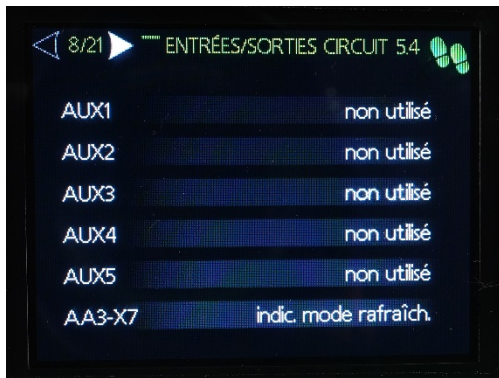 8/21 ENTRÉES/SORTIES CIRCUIT 5.4
AUX1 non utilisé
AUX2 non utilisé
AUX3 non utilisé
AUX4 non utilisé
AUX5 non utilisé
AA3-X7 indic. mode rafraîch.